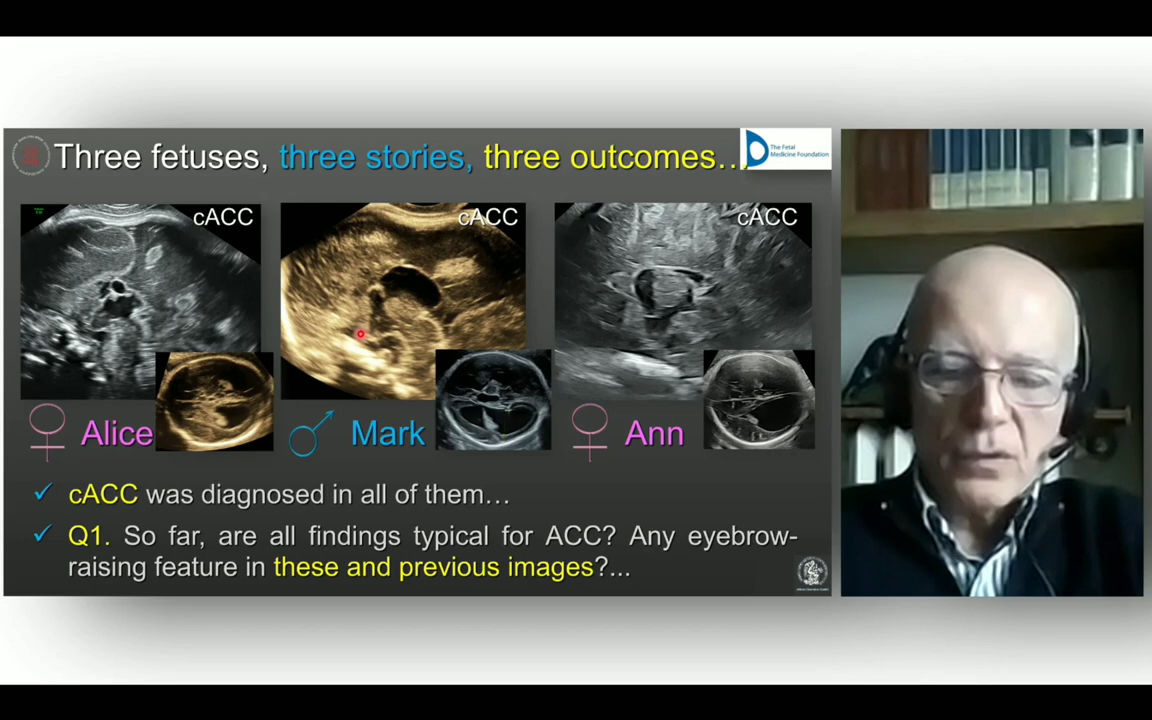 Three fetuses, three stories, three outcomes...
The Fetal
Medicine Foundation
cACC
cACC
cACC
Alice
Mark
Ann
cACC was diagnosed in all of them...
Q1. So far, are all findings typical for ACC? Any eyebrow-
raising feature in these and previous images?...